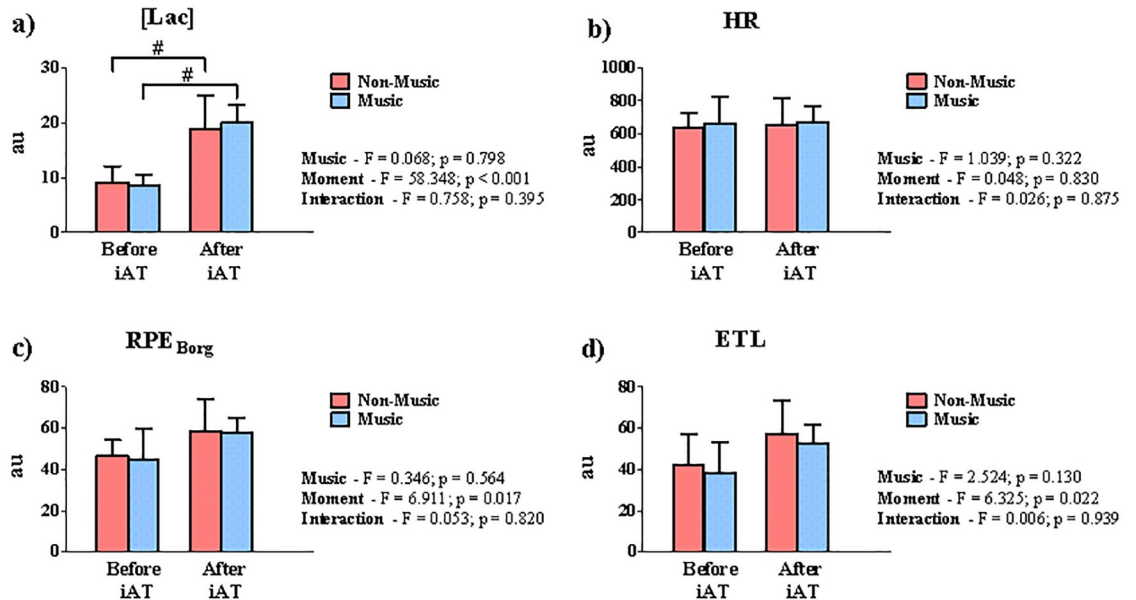 a)
[Lac]
#
#
30
20
10
0
au
Before
iAT
After
iAT
Non-Music
Music
Music - F = 0.068; p = 0.798
Moment - F = 58.348; p < 0.001
Interaction - F = 0.758; p = 0.395
b)
HR
1000
800
600
400
200
0
au
Before
iAT
After
iAT
Non-Music
Music
Music - F = 1.039; p = 0.322
Moment - F = 0.048; p = 0.830
Interaction - F = 0.026; p = 0.875
c)
RPE Borg
80
60
40
20
0
au
Before
iAT
After
iAT
Non-Music
Music
Music - F = 0.346; p = 0.564
Moment - F = 6.911; p = 0.017
Interaction - F = 0.053; p = 0.820
d)
ETL
80
60
40
20
0
au
Before
iAT
After
iAT
Non-Music
Music
Music - F = 2.524; p = 0.130
Moment - F = 6.325; p = 0.022
Interaction - F = 0.006; p = 0.939